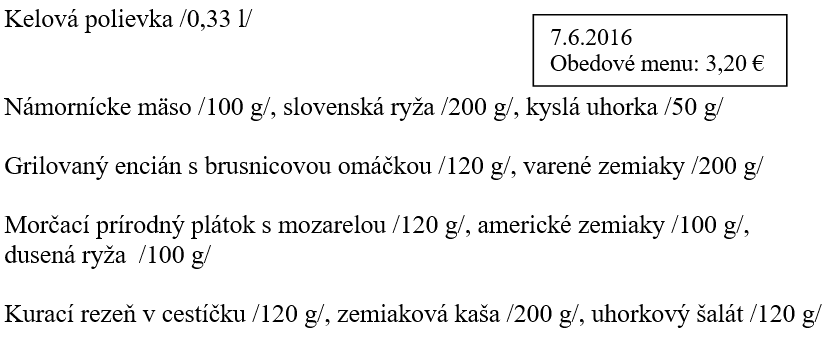 Kelová polievka /0,33 l/
7.6.2016
Obedové menu: 3,20 €
Námornícke mäso /100 g/, slovenská ryža /200 g/, kyslá uhorka /50 g/
Grilovaný encián s brusnicovou omáčkou /120 g/, varené zemiaky /200 g/
Morčací prírodný plátok s mozarelou /120 g/, americké zemiaky /100 g/,
dusená ryža  /100 g/
Kurací rezeň v cestíčku /120 g/, zemiaková kaša /200 g/, uhorkový šalát /120 g/